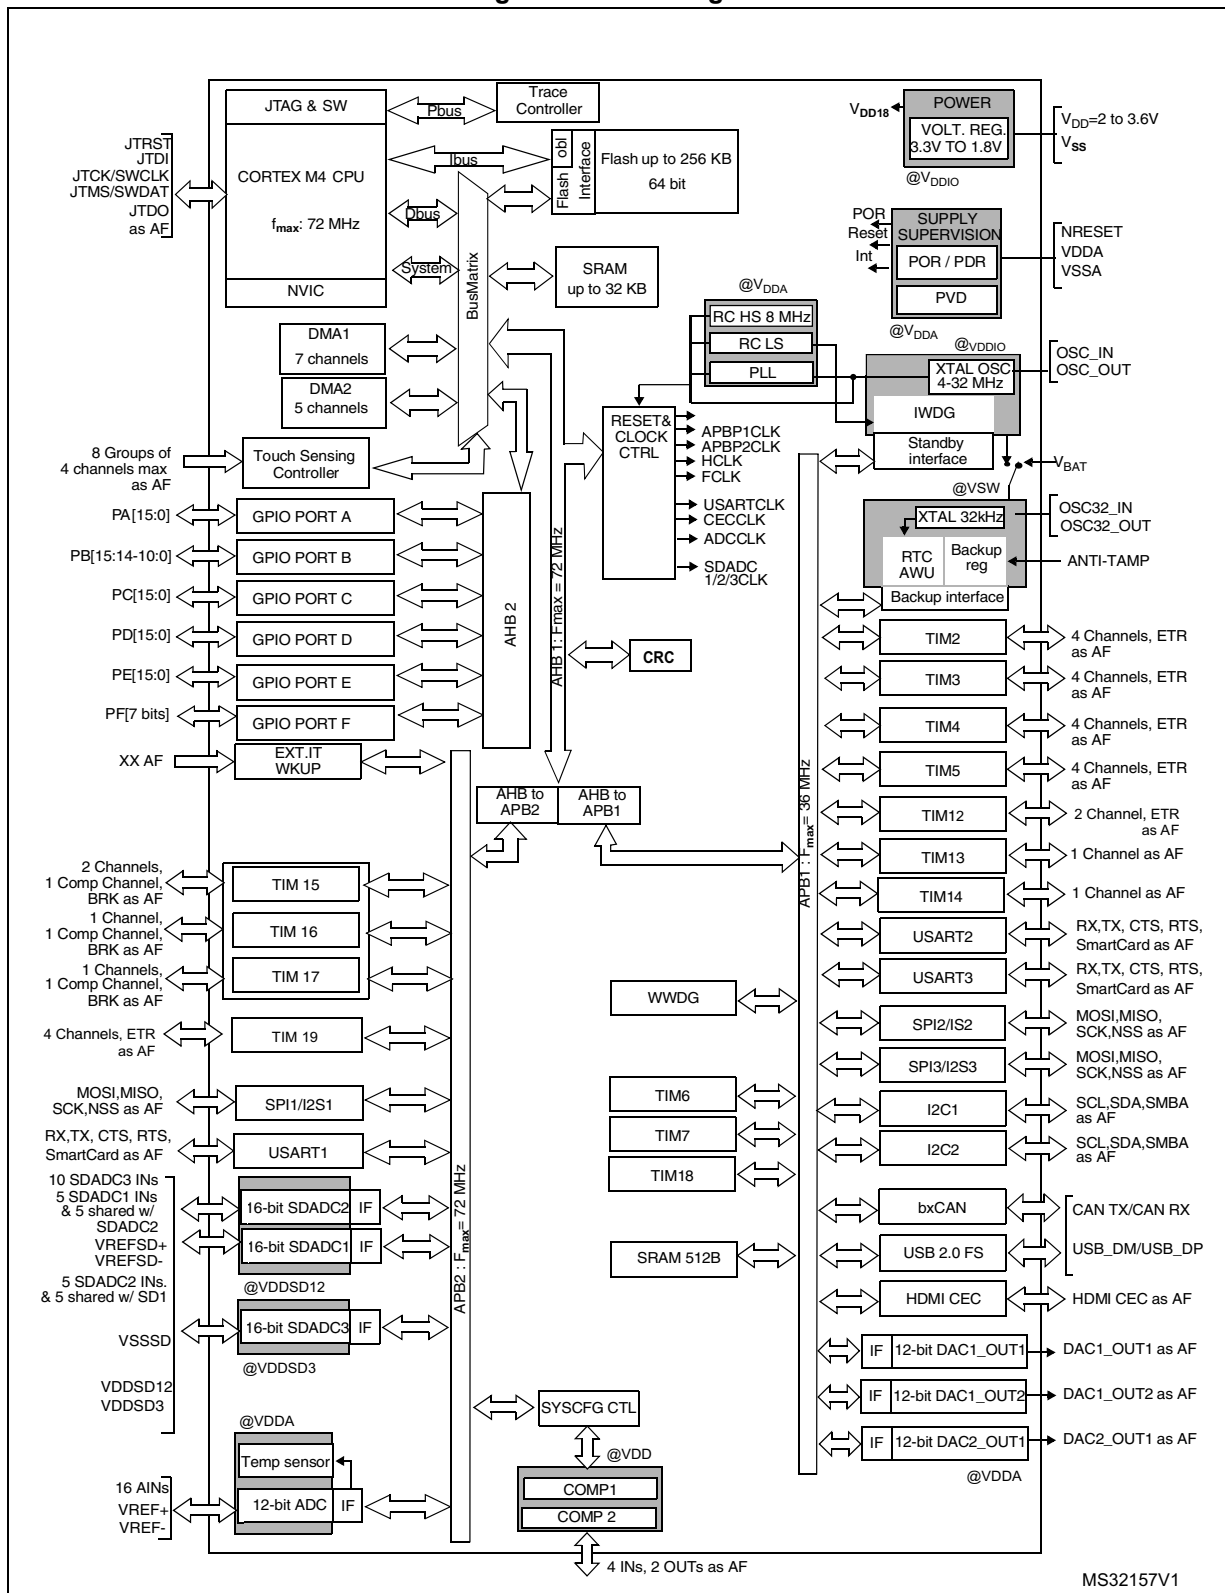 JTAG & SW
Pbus
Trace
Controller
JTRST
JTDI
JTCK/SWCLK
JTMS/SWDAT
JTDO
as AF
CORTEX M4 CPU
fmax: 72 MHz
NVIC
Ibus
Dbus
System
Flash
obl
Interface
Flash up to 256 KB
64 bit
BusMatrix
SRAM
up to 32 KB
DMA1
7 channels
DMA2
5 channels
8 Groups of
4 channels max
as AF
Touch Sensing
Controller
VDD18
POWER
VOLT. REG.
3.3V TO 1.8V
@VDDIO
VDD=2 to 3.6V
VSS
POR
Reset
Int
SUPPLY
SUPERVISION
POR / PDR
PVD
@VDDA
NRESET
VDDA
VSSA
@VDDA
RC HS 8 MHz
RC LS
PLL
@VDDIO
XTAL OSC
4-32 MHz
IWDG
Standby
interface
OSC_IN
OSC_OUT
VBAT
RESET&
CLOCK
CTRL
APBP1CLK
APBP2CLK
HCLK
FCLK
USARTCLK
CECCLK
ADCCLK
SDADC
1/2/3CLK
@VSW
XTAL 32kHz
RTC
AWU
Backup
reg
Backup interface
OSC32_IN
OSC32_OUT
ANTI-TAMP
PA[15:0]
GPIO PORT A
PB[15:14-10:0]
GPIO PORT B
PC[15:0]
GPIO PORT C
PD[15:0]
GPIO PORT D
PE[15:0]
GPIO PORT E
PF[7 bits]
GPIO PORT F
AHB 2
AHB 1: Fmax = 72 MHz
CRC
XX AF
EXT.IT
WKUP
AHB to
APB2
AHB to
APB1
APB2 : Fmax= 72 MHz
APB1 : Fmax= 36 MHz
2 Channels,
1 Comp Channel,
BRK as AF
TIM 15
1 Channel,
1 Comp Channel,
BRK as AF
TIM 16
1 Channels,
1 Comp Channel,
BRK as AF
TIM 17
4 Channels, ETR
as AF
TIM 19
MOSI,MISO,
SCK,NSS as AF
SPI1/I2S1
RX,TX, CTS, RTS,
SmartCard as AF
USART1
10 SDADC3 INs
5 SDADC1 INs
& 5 shared w/
SDADC2
VREFSD+
VREFSD-
5 SDADC2 INs.
& 5 shared w/ SD1
VSSSD
VDDSD12
VDDSD3
16-bit SDADC2
IF
16-bit SDADC1
IF
@VDDSD12
16-bit SDADC3
IF
@VDDSD3
@VDDA
Temp sensor
12-bit ADC
IF
16 AINs
VREF+
VREF-
SYSCFG CTL
@VDD
COMP1
COMP 2
4 INs, 2 OUTs as AF
WWDG
TIM6
TIM7
TIM18
SRAM 512B
TIM2
4 Channels, ETR
as AF
TIM3
4 Channels, ETR
as AF
TIM4
4 Channels, ETR
as AF
TIM5
4 Channels, ETR
as AF
TIM12
2 Channel, ETR
as AF
TIM13
1 Channel as AF
TIM14
1 Channel as AF
USART2
RX,TX, CTS, RTS,
SmartCard as AF
USART3
RX,TX, CTS, RTS,
SmartCard as AF
SPI2/IS2
MOSI,MISO,
SCK,NSS as AF
SPI3/I2S3
MOSI,MISO,
SCK,NSS as AF
I2C1
SCL,SDA,SMBA
as AF
I2C2
SCL,SDA,SMBA
as AF
bxCAN
CAN TX/CAN RX
USB 2.0 FS
USB_DM/USB_DP
HDMI CEC
HDMI CEC as AF
IF
12-bit DAC1_OUT1
DAC1_OUT1 as AF
IF
12-bit DAC1_OUT2
DAC1_OUT2 as AF
IF
12-bit DAC2_OUT1
DAC2_OUT1 as AF
@VDDA
MS32157V1